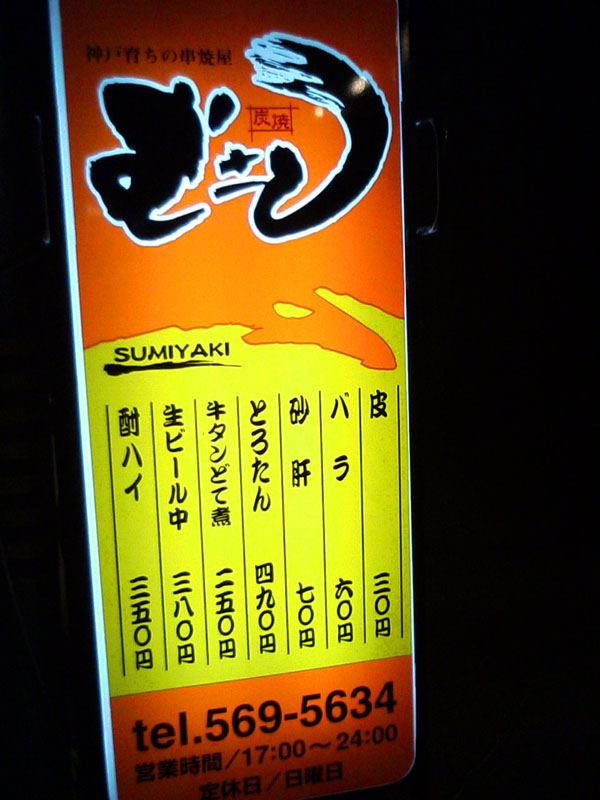 神戸育ちの串焼屋
炭焼
SUMIYAKI
皮 三〇円
バラ 六〇円
砂肝 七〇円
とろたん 四九〇円
牛タンどて煮 二五〇円
生ビール中 三八〇円
酎ハイ 三五〇円
tel.569-5634
営業時間/17:00～24:00
定休日/日曜日